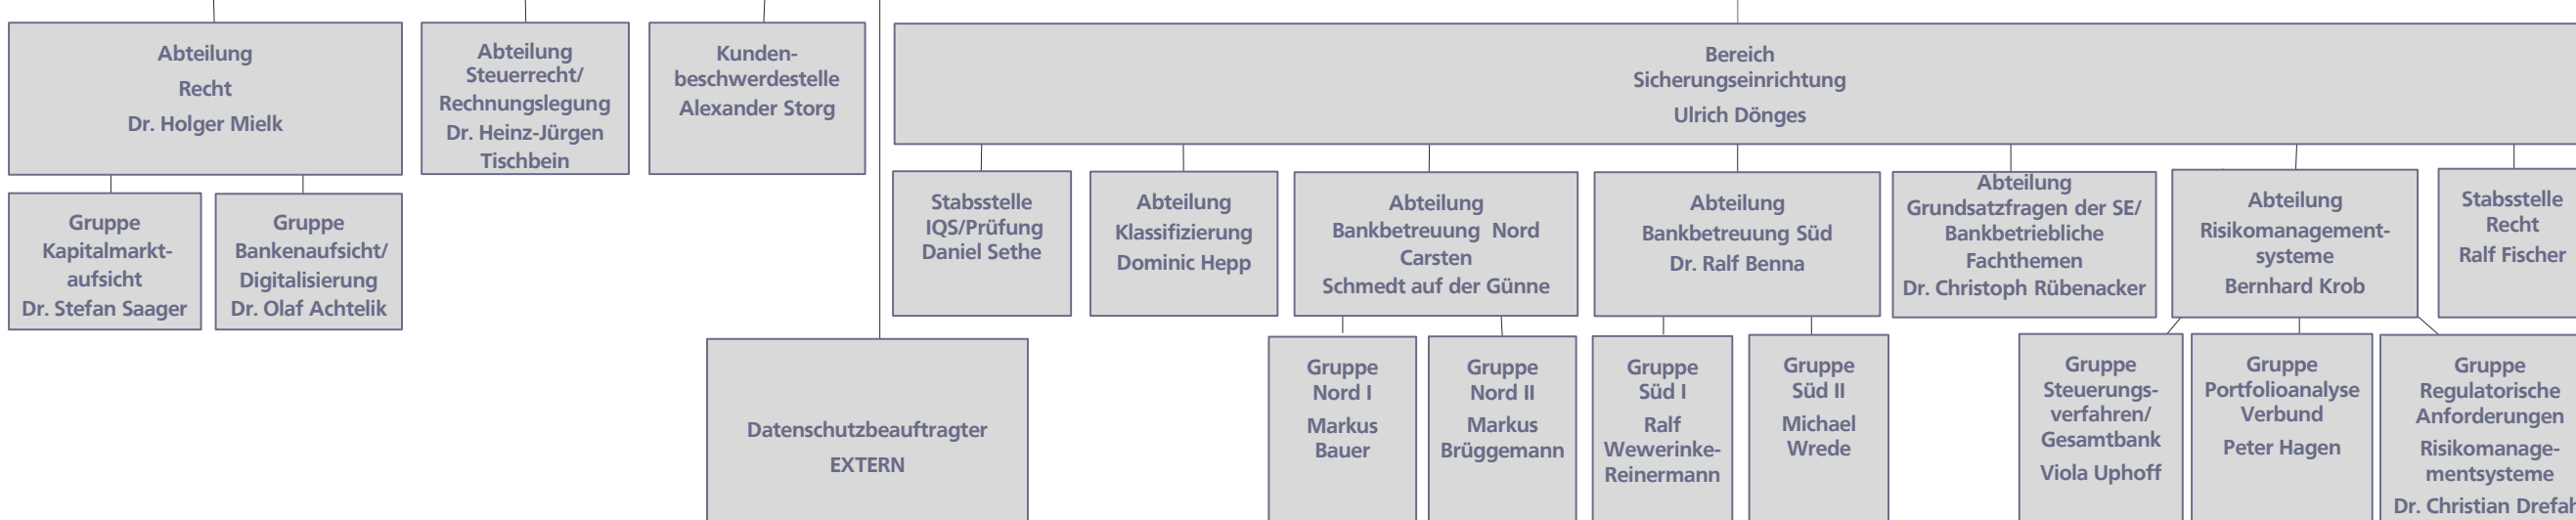 Abteilung
Recht
Dr. Holger Mielk
Abteilung
Steuerrecht/
Rechnungslegung
Dr. Heinz-Jürgen
Tischbein
Kunden-
beschwerdestelle
Alexander Storg
Bereich
Sicherungseinrichtung
Ulrich Dönges
Gruppe
Kapitalmarkt-
aufsicht
Dr. Stefan Saager
Gruppe
Bankenaufsicht/
Digitalisierung
Dr. Olaf Achtelik
Stabsstelle
IQS/Prüfung
Daniel Sethe
Abteilung
Klassifizierung
Dominic Hepp
Abteilung
Bankbetreuung Nord
Carsten
Schmedt auf der Günne
Abteilung
Bankbetreuung Süd
Dr. Ralf Benna
Abteilung
Grundsatzfragen der SE/
Bankbetriebliche
Fachthemen
Dr. Christoph Rübenacker
Abteilung
Risikomanagement-
systeme
Bernhard Krob
Stabsstelle
Recht
Ralf Fischer
Datenschutzbeauftragter
EXTERN
Gruppe
Nord I
Markus
Bauer
Gruppe
Nord II
Markus
Brüggemann
Gruppe
Süd I
Ralf
Wewerinke-
Reinermann
Gruppe
Süd II
Michael
Wrede
Gruppe
Steuerungs-
verfahren/
Gesamtbank
Viola Uphoff
Gruppe
Portfolioanalyse
Verbund
Peter Hagen
Gruppe
Regulatorische
Anforderungen
Risikomanage-
mentsysteme
Dr. Christian